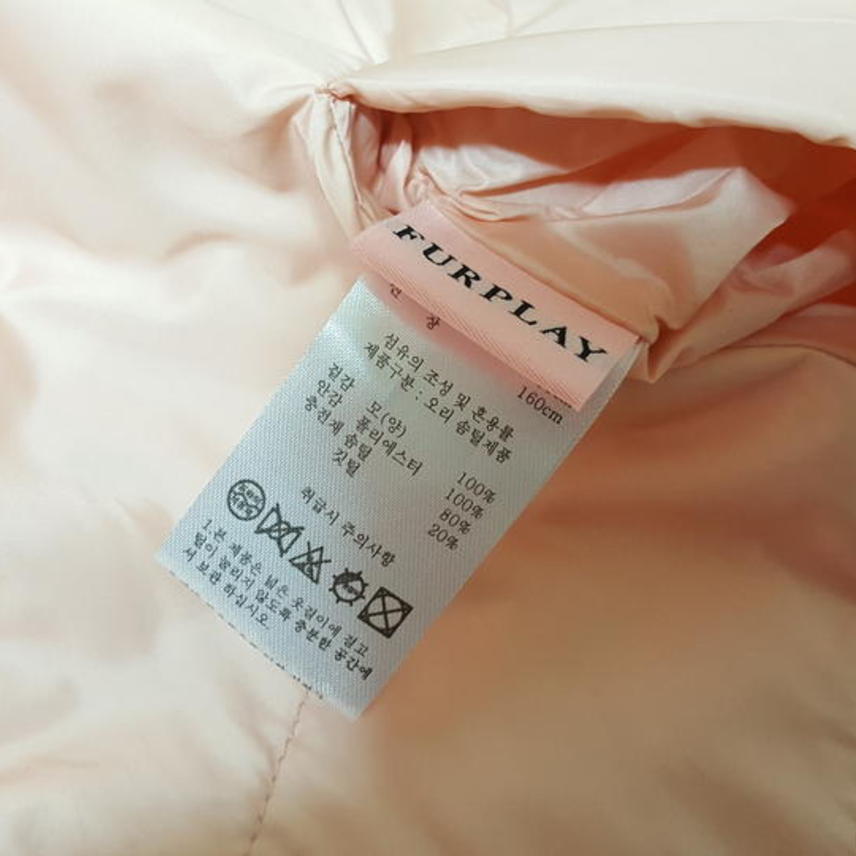 FURPLAY
신 장
160cm
섬유의 조성 및 혼용률
제품구분 : 오리 솜털제품
겉감 모(양) 100%
안감 폴리에스터 100%
충전재 솜털 80%
깃털 20%
취급시 주의사항
1.본 제품은 넓은 옷걸이에 걸고
털이 눌리지 않도록 충분한 공간에
서 보관 하십시오.